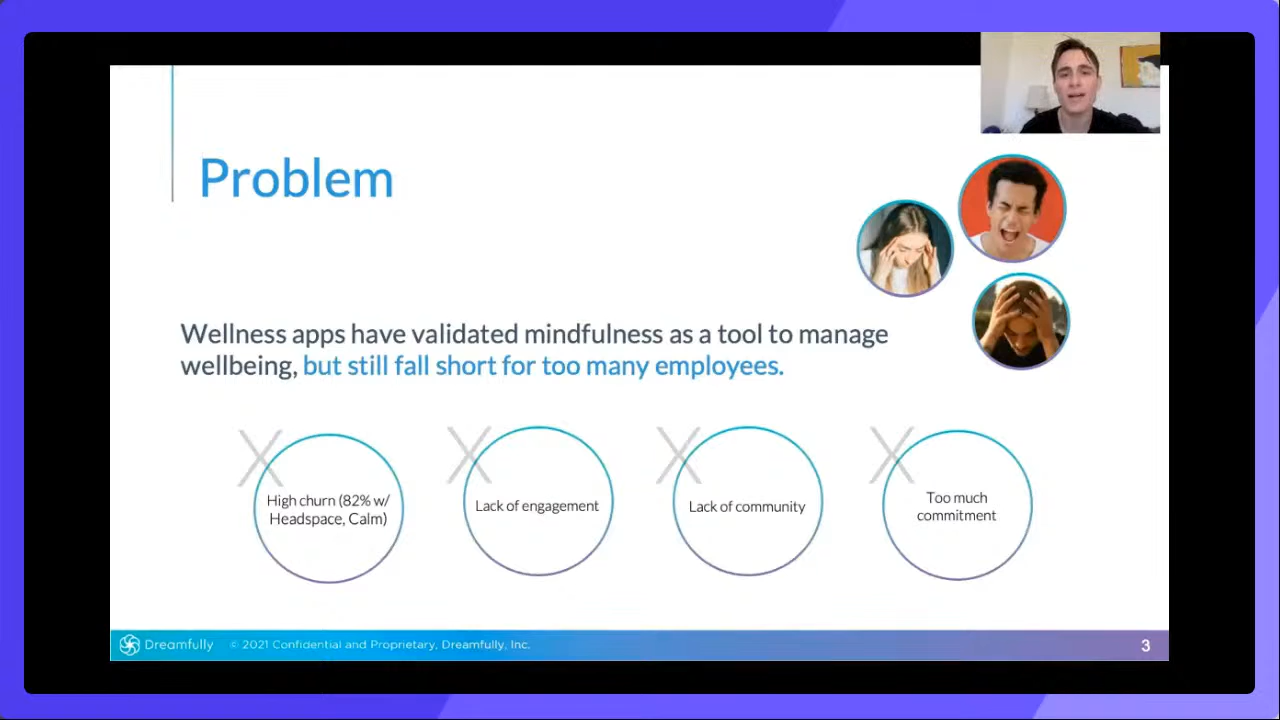 Problem
Wellness apps have validated mindfulness as a tool to manage
wellbeing, but still fall short for too many employees.
X
High churn (82% w/
Headspace, Calm)
X
Lack of engagement
X
Lack of community
X
Too much
commitment
Dreamfully © 2021 Confidential and Proprietary, Dreamfully, Inc. 3